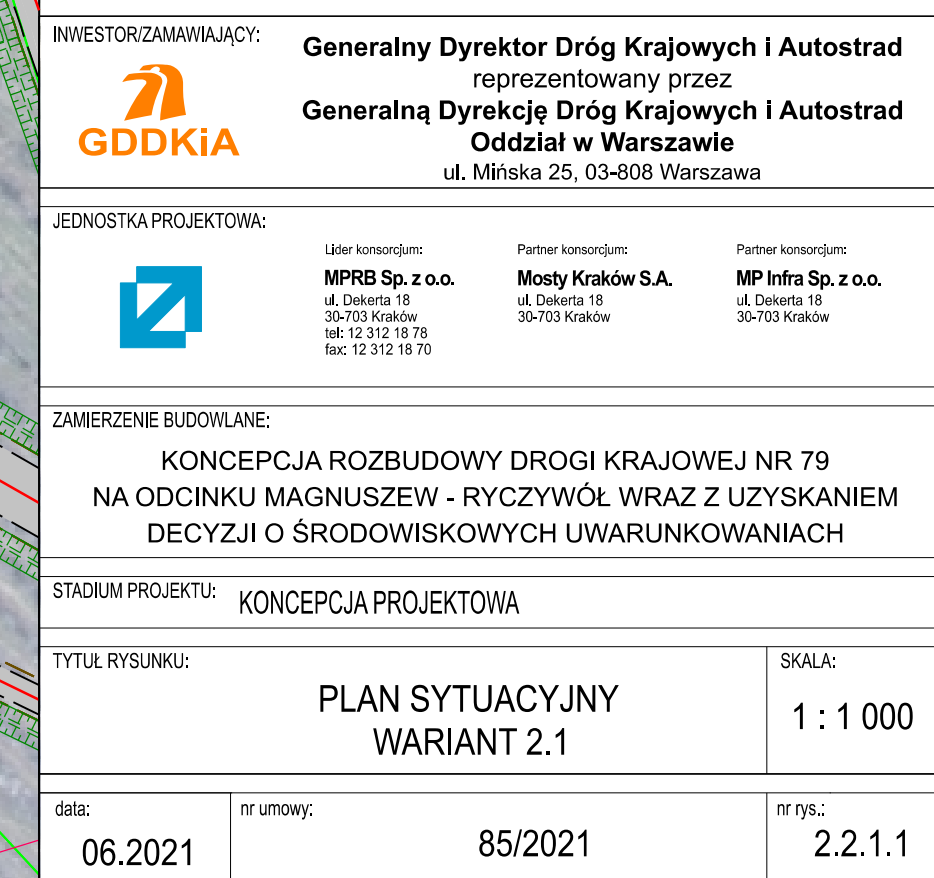 INWESTOR/ZAMAWIAJĄCY:
GDDKiA
Generalny Dyrektor Dróg Krajowych i Autostrad
reprezentowany przez
Generalną Dyrekcję Dróg Krajowych i Autostrad
Oddział w Warszawie
ul. Mińska 25, 03-808 Warszawa
JEDNOSTKA PROJEKTOWA:
Lider konsorcjum:
MPRB Sp. z o.o.
ul. Dekerta 18
30-703 Kraków
tel: 12 312 18 78
fax: 12 312 18 70
Partner konsorcjum:
Mosty Kraków S.A.
ul. Dekerta 18
30-703 Kraków
Partner konsorcjum:
MP Infra Sp. z o.o.
ul. Dekerta 18
30-703 Kraków
ZAMIERZENIE BUDOWLANE:
KONCEPCJA ROZBUDOWY DROGI KRAJOWEJ NR 79
NA ODCINKU MAGNUSZEW - RYCZYWÓŁ WRAZ Z UZYSKANIEM
DECYZJI O ŚRODOWISKOWYCH UWARUNKOWANIACH
STADIUM PROJEKTU:
KONCEPCJA PROJEKTOWA
TYTUŁ RYSUNKU:
PLAN SYTUACYJNY
WARIANT 2.1
SKALA:
1 : 1 000
data:
06.2021
nr umowy:
85/2021
nr rys.:
2.2.1.1